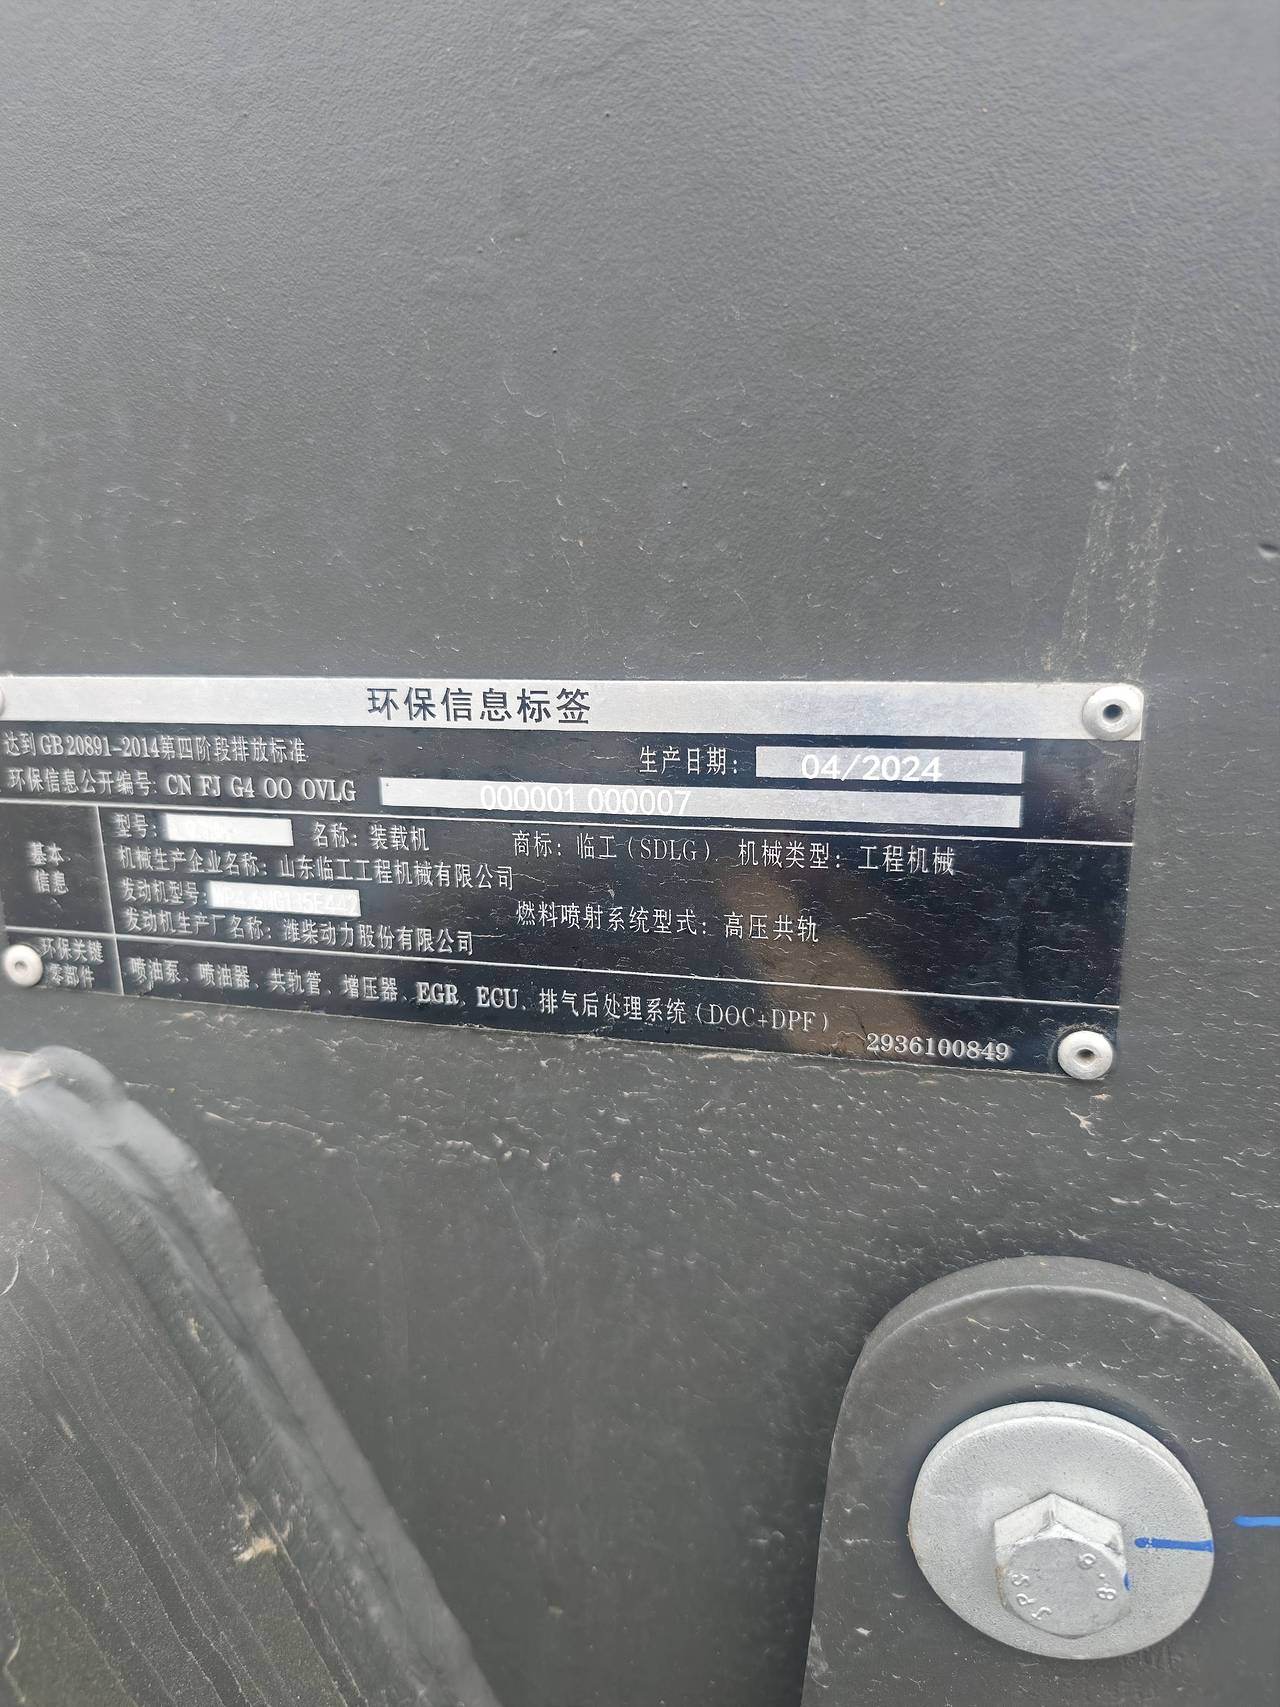 环保信息标签
达到GB 20891-2014第四阶段排放标准 生产日期: 04/2024
环保信息公开编号: CN FJ G4 OO OVLG 000001 000007
基本信息
型号: 名称: 装载机 商标: 临工(SDLG) 机械类型: 工程机械
机械生产企业名称: 山东临工工程机械有限公司
发动机型号: 燃料喷射系统型式: 高压共轨
发动机生产厂名称: 潍柴动力股份有限公司
环保关键零部件
喷油泵、喷油器、共轨管、增压器、EGR、ECU、排气后处理系统(DOC+DPF)
2936100849
8.8